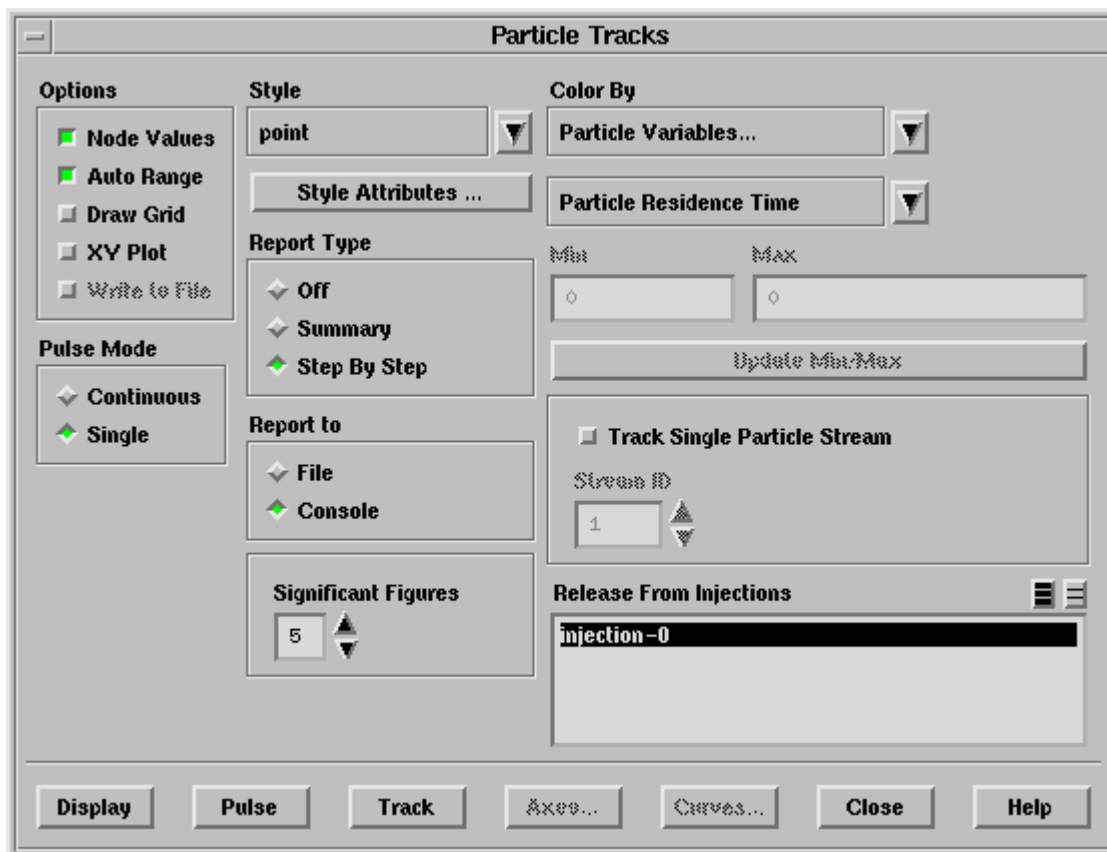 Particle Tracks
Options
Node Values
Auto Range
Draw Grid
XY Plot
Write to File
Pulse Mode
Continuous
Single
Style
point
Style Attributes ...
Report Type
Off
Summary
Step By Step
Report to
File
Console
Significant Figures
5
Color By
Particle Variables...
Particle Residence Time
Min Max
0 0
Update Min/Max
Track Single Particle Stream
Stream ID
1
Release From Injections
injection-0
Display Pulse Track Axes... Curves... Close Help